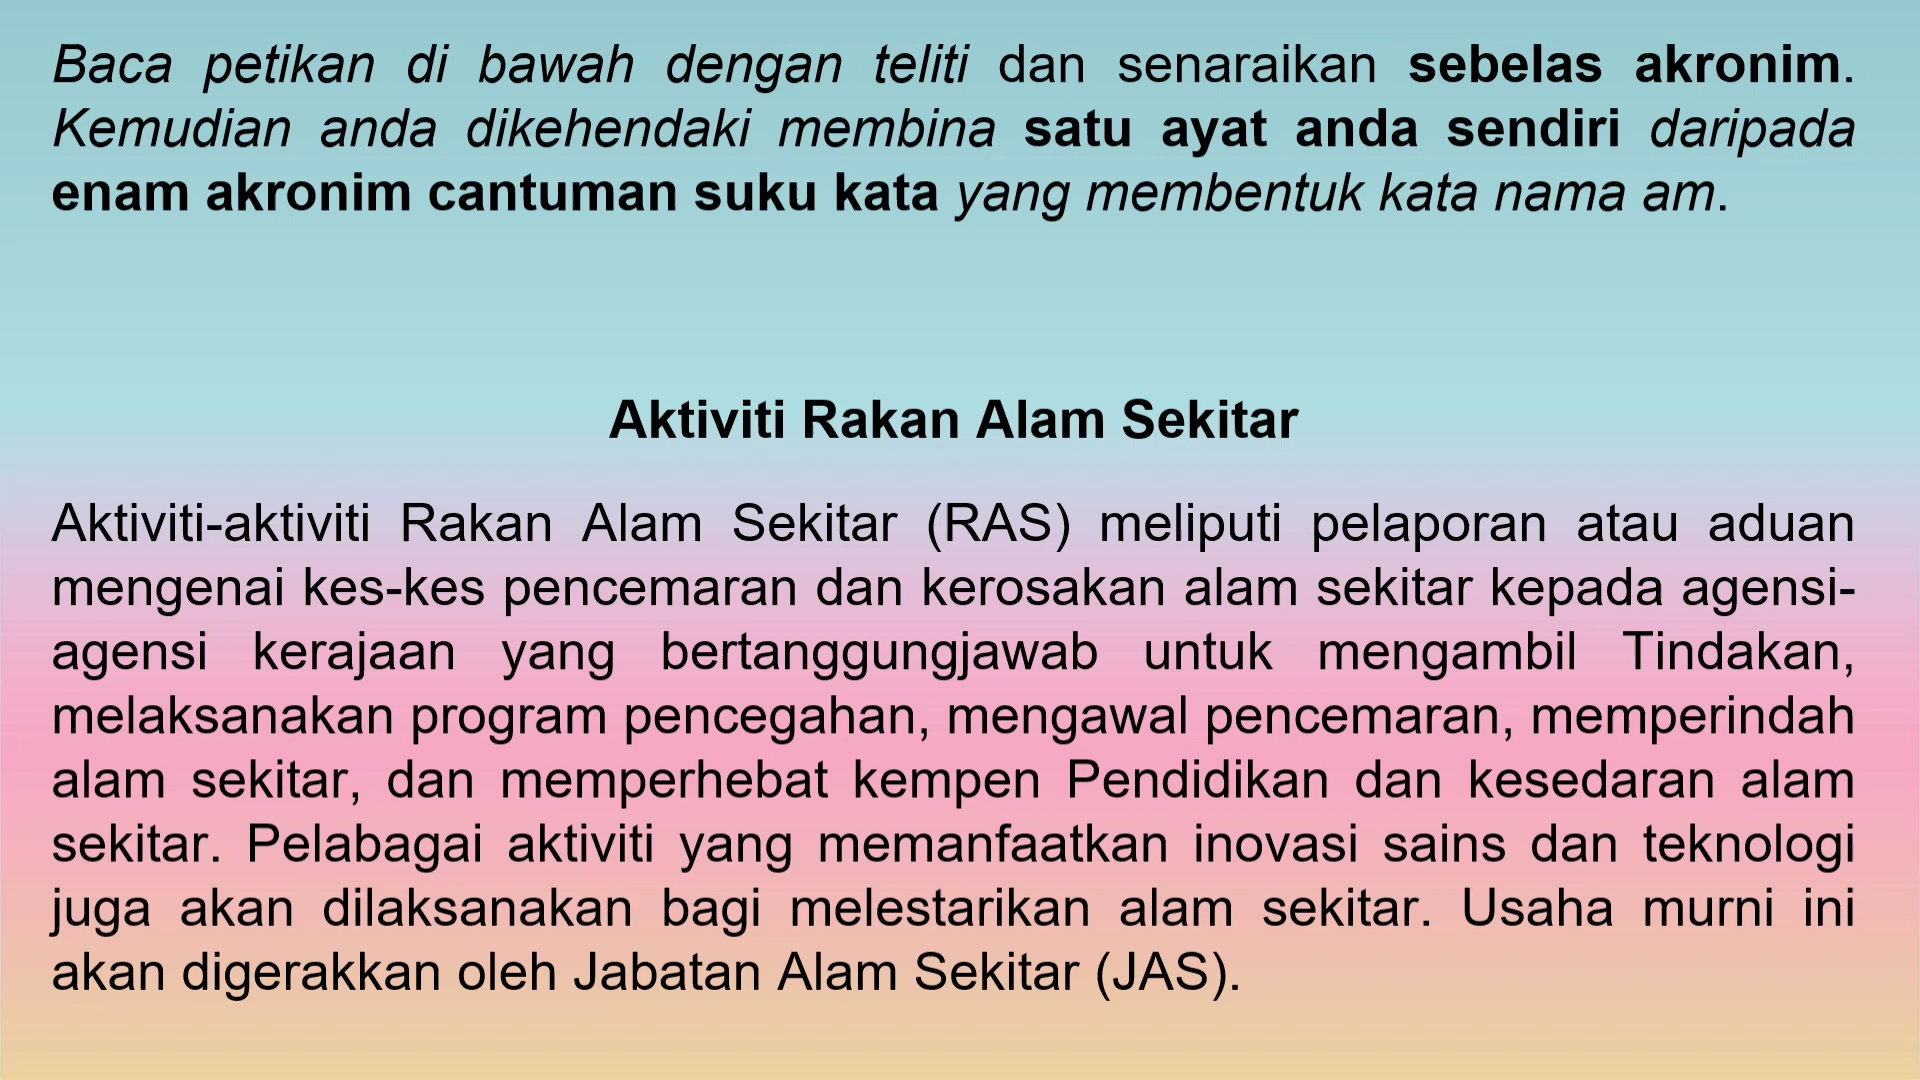 Baca petikan di bawah dengan teliti dan senaraikan sebelas akronim.
Kemudian anda dikehendaki membina satu ayat anda sendiri daripada
enam akronim cantuman suku kata yang membentuk kata nama am.
Aktiviti Rakan Alam Sekitar
Aktiviti-aktiviti Rakan Alam Sekitar (RAS) meliputi pelaporan atau aduan
mengenai kes-kes pencemaran dan kerosakan alam sekitar kepada agensi-
agensi kerajaan yang bertanggungjawab untuk mengambil Tindakan,
melaksanakan program pencegahan, mengawal pencemaran, memperindah
alam sekitar, dan memperhebat kempen Pendidikan dan kesedaran alam
sekitar. Pelabagai aktiviti yang memanfaatkan inovasi sains dan teknologi
juga akan dilaksanakan bagi melestarikan alam sekitar. Usaha murni ini
akan digerakkan oleh Jabatan Alam Sekitar (JAS).